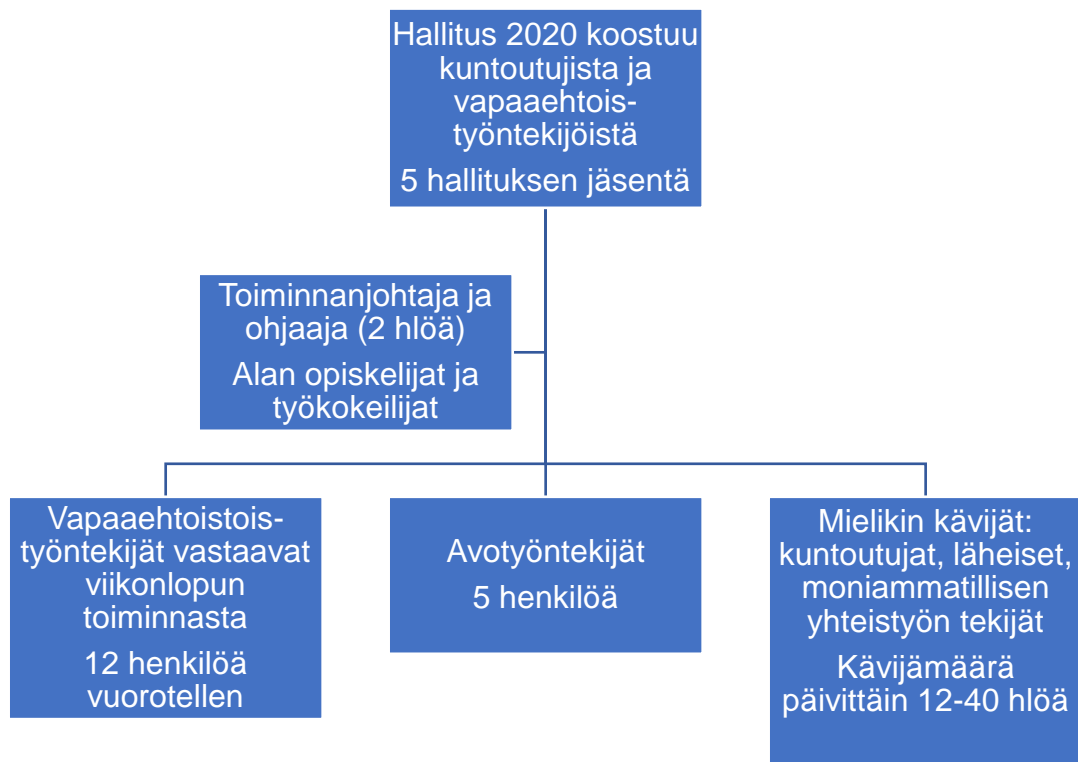 Hallitus 2020 koostuu
kuntoutujista ja
vapaaehtois-
työntekijöistä
5 hallituksen jäsentä
Toiminnanjohtaja ja
ohjaaja (2 hlöä)
Alan opiskelijat ja
työkokeilijat
Vapaaehtoistois-
työntekijät vastaavat
viikonlopun
toiminnasta
12 henkilöä
vuorotellen
Avotyöntekijät
5 henkilöä
Mielikin kävijät:
kuntoutujat, läheiset,
moniammatillisen
yhteistyön tekijät
Kävijämäärä
päivittäin 12-40 hlöä